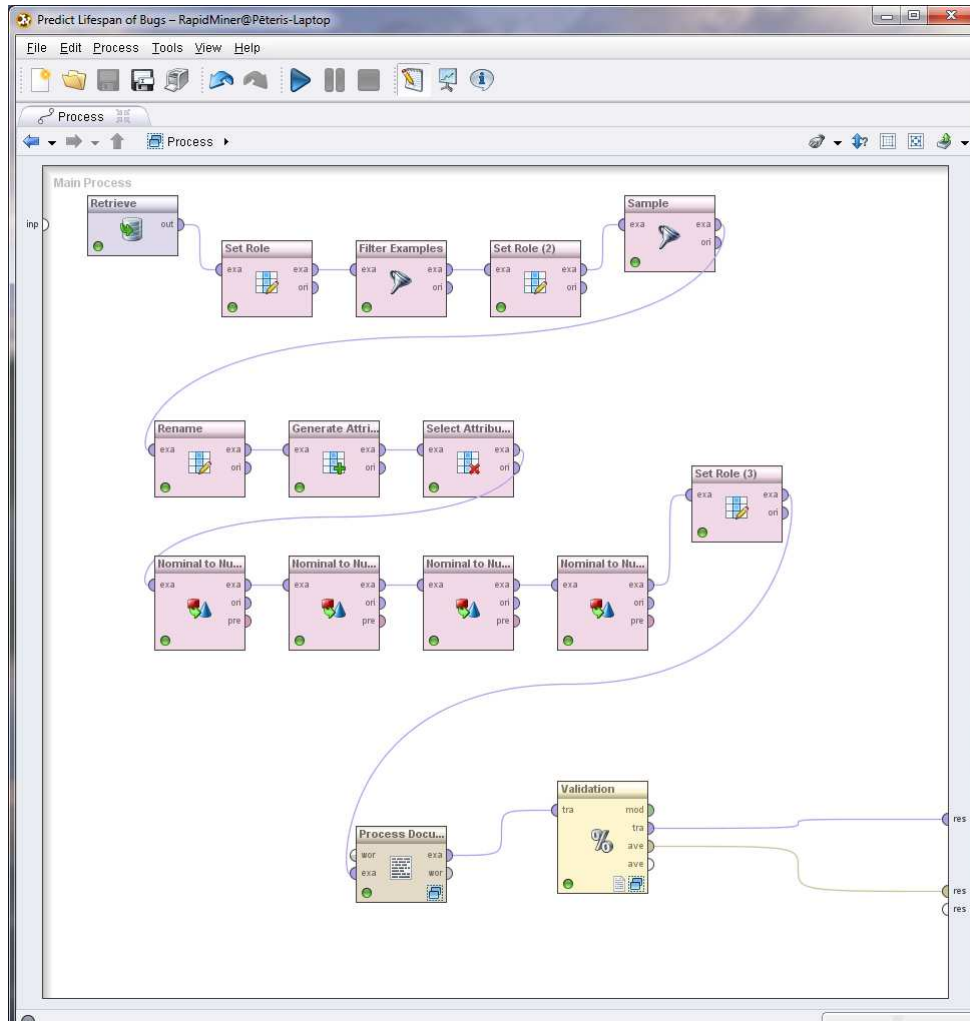 Predict Lifespan of Bugs – RapidMiner@Pēteris-Laptop
File Edit Process Tools View Help
Process
Process
Main Process
inp
Retrieve
out
Set Role
exa exa
ori
Filter Examples
exa exa
ori
Set Role (2)
exa exa
ori
Sample
exa exa
ori
Rename
exa exa
ori
Generate Attri...
exa exa
ori
Select Attribu...
exa exa
ori
Set Role (3)
exa exa
ori
Nominal to Nu...
exa exa
ori
pre
Nominal to Nu...
exa exa
ori
pre
Nominal to Nu...
exa exa
ori
pre
Nominal to Nu...
exa exa
ori
pre
Process Docu...
wor exa
exa wor
Validation
tra mod
tra
ave
ave
%
res
res
res